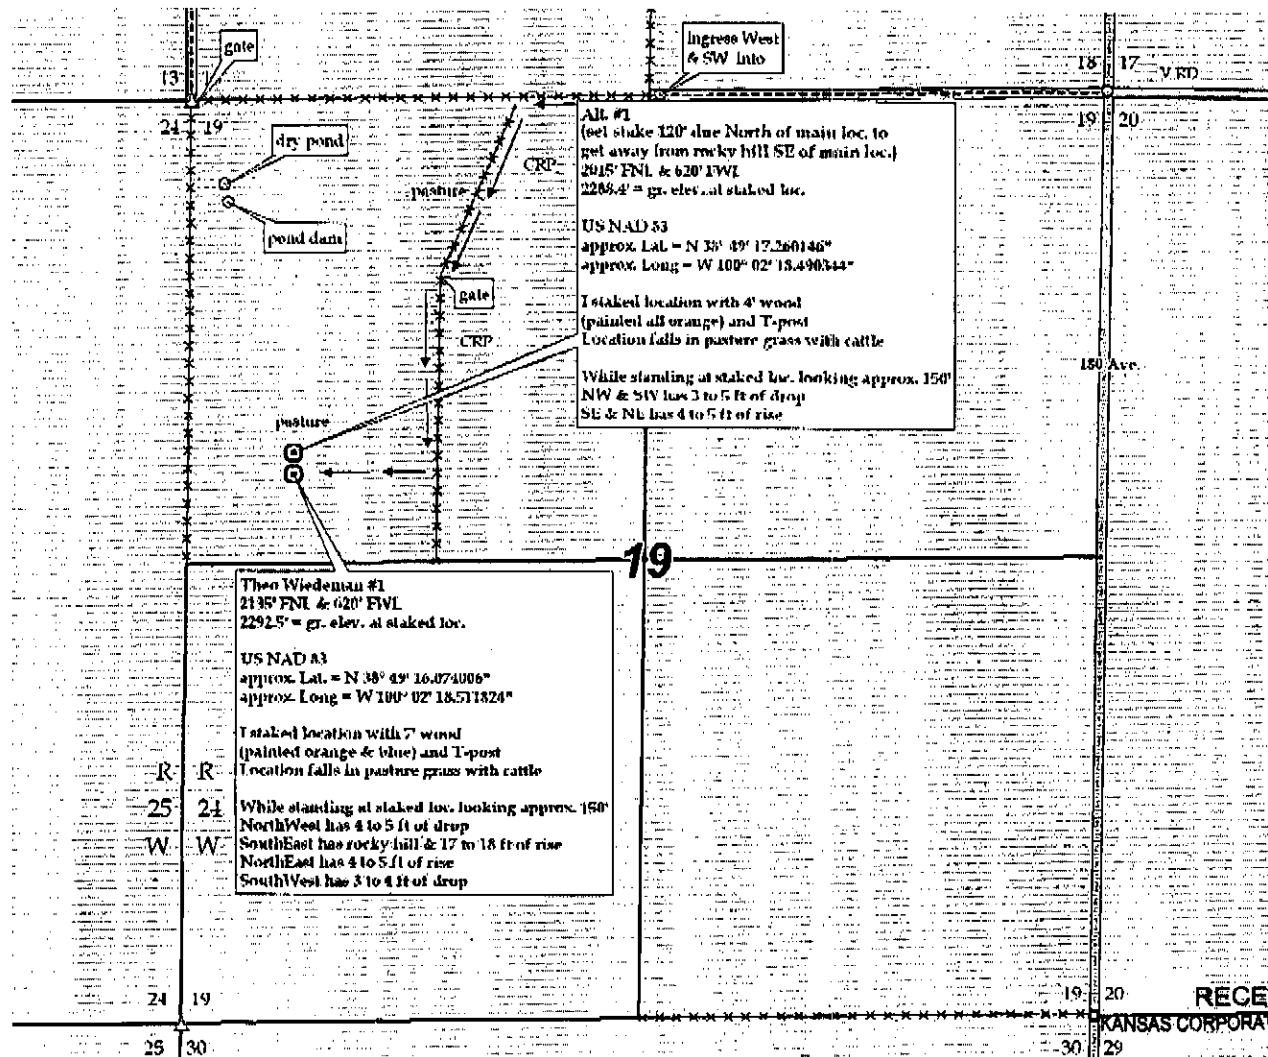 gate
Ingress West
& SW into
13
18 17
V RD
24 19
19 20
dry pond
pond dam
pasture
CRP
Alt. #1
(set stake 120' due North of main loc. to
get away from rocky hill SE of main loc.)
2015' FNL & 620' FWL
2288.4' = gr. elev. at staked loc.
US NAD 83
approx. Lat. = N 38° 49' 17.260146"
approx. Long = W 100° 02' 18.490344"
I staked location with 4' wood
(painted all orange) and T-post
Location falls in pasture grass with cattle
While standing at staked loc. looking approx. 150'
NW & SW has 3 to 5 ft of drop
SE & NE has 4 to 5 ft of rise
gate
CRP
180 Ave.
pasture
19
Theo Wiedeman #1
2135' FNL & 620' FWL
2292.5' = gr. elev. at staked loc.
US NAD 83
approx. Lat. = N 38° 49' 16.074006"
approx. Long = W 100° 02' 18.511824"
I staked location with 7' wood
(painted orange & blue) and T-post
Location falls in pasture grass with cattle
While standing at staked loc. looking approx. 150'
NorthWest has 4 to 5 ft of drop
SouthEast has rocky hill & 17 to 18 ft of rise
NorthEast has 4 to 5 ft of rise
SouthWest has 3 to 4 ft of drop
R R
25 24
W W
24 19
19 20
RECE
KANSAS CORPORA
25 30
30 29